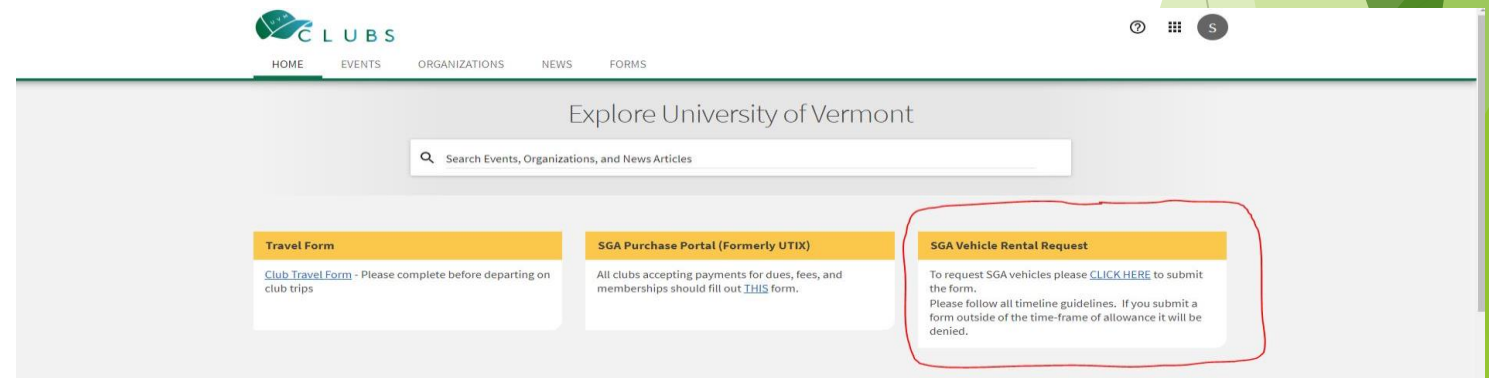 UVM
CLUBS
S
HOME EVENTS ORGANIZATIONS NEWS FORMS
Explore University of Vermont
Search Events, Organizations, and News Articles
Travel Form
Club Travel Form - Please complete before departing on
club trips
SGA Purchase Portal (Formerly UTIX)
All clubs accepting payments for dues, fees, and
memberships should fill out THIS form.
SGA Vehicle Rental Request
To request SGA vehicles please CLICK HERE to submit
the form.
Please follow all timeline guidelines. If you submit a
form outside of the time-frame of allowance it will be
denied.